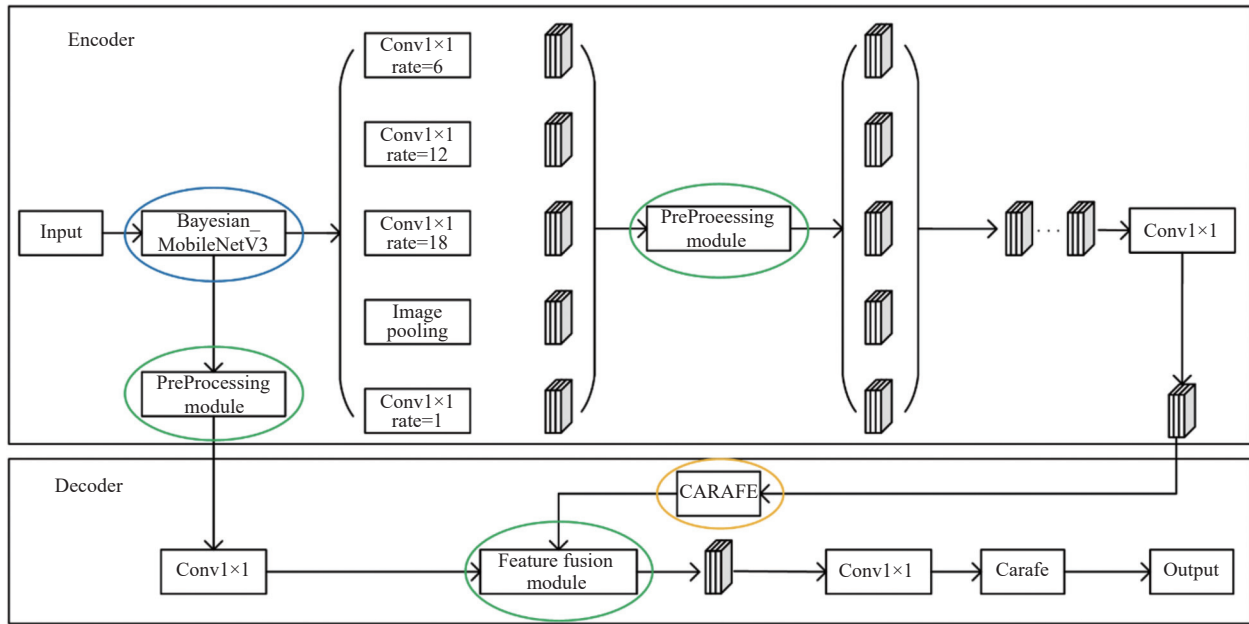 Encoder
Conv1×1
rate=6
Conv1×1
rate=12
Input
Bayesian_
MobileNetV3
Conv1×1
rate=18
PreProeessing
module
...
Conv1×1
Image
pooling
PreProcessing
module
Conv1×1
rate=1
Decoder
CARAFE
Conv1×1
Feature fusion
module
Conv1×1
Carafe
Output